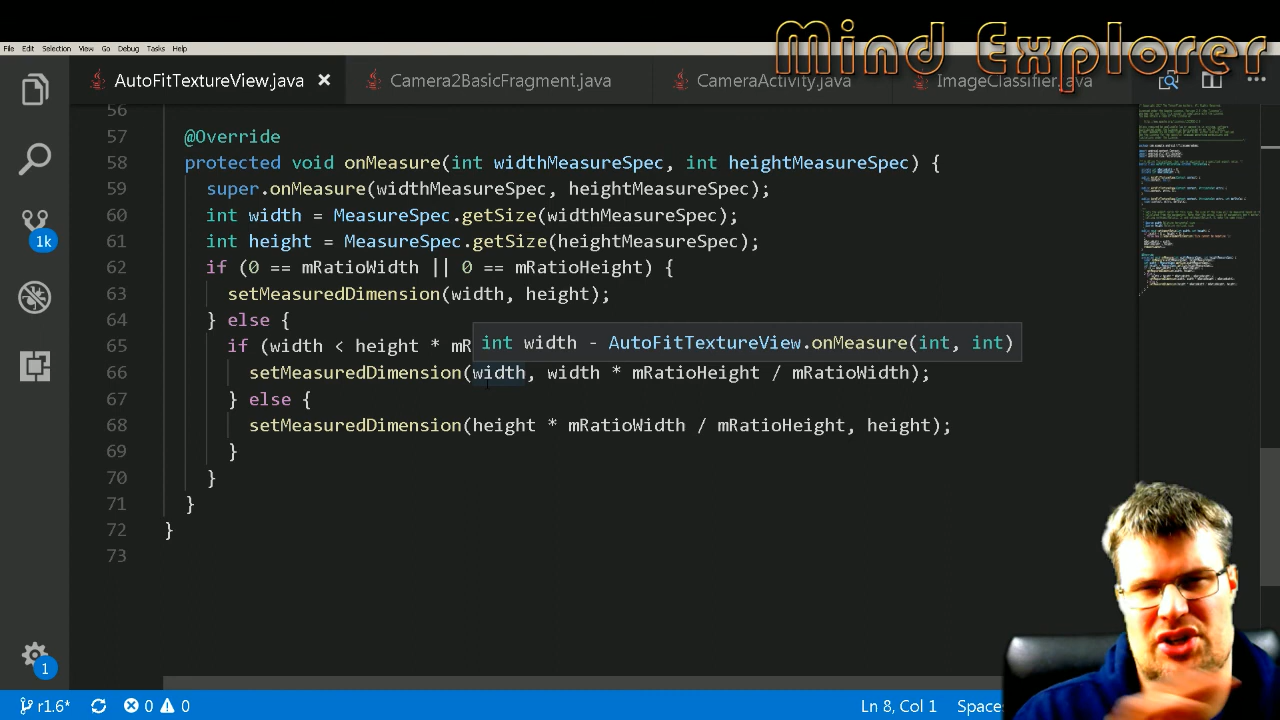 Mind Explorer
File Edit Selection View Go Debug Tasks Help
AutoFitTextureView.java Camera2BasicFragment.java CameraActivity.java ImageClassifier.java
56
57 @Override
58 protected void onMeasure(int widthMeasureSpec, int heightMeasureSpec) {
59 super.onMeasure(widthMeasureSpec, heightMeasureSpec);
60 int width = MeasureSpec.getSize(widthMeasureSpec);
61 int height = MeasureSpec.getSize(heightMeasureSpec);
62 if (0 == mRatioWidth || 0 == mRatioHeight) {
63 setMeasuredDimension(width, height);
64 } else {
int width - AutoFitTextureView.onMeasure(int, int)
65 if (width < height * mR
66 setMeasuredDimension(width, width * mRatioHeight / mRatioWidth);
67 } else {
68 setMeasuredDimension(height * mRatioWidth / mRatioHeight, height);
69 }
70 }
71 }
72 }
73
1k
1
r1.6* 0 0 Ln 8, Col 1 Spaces